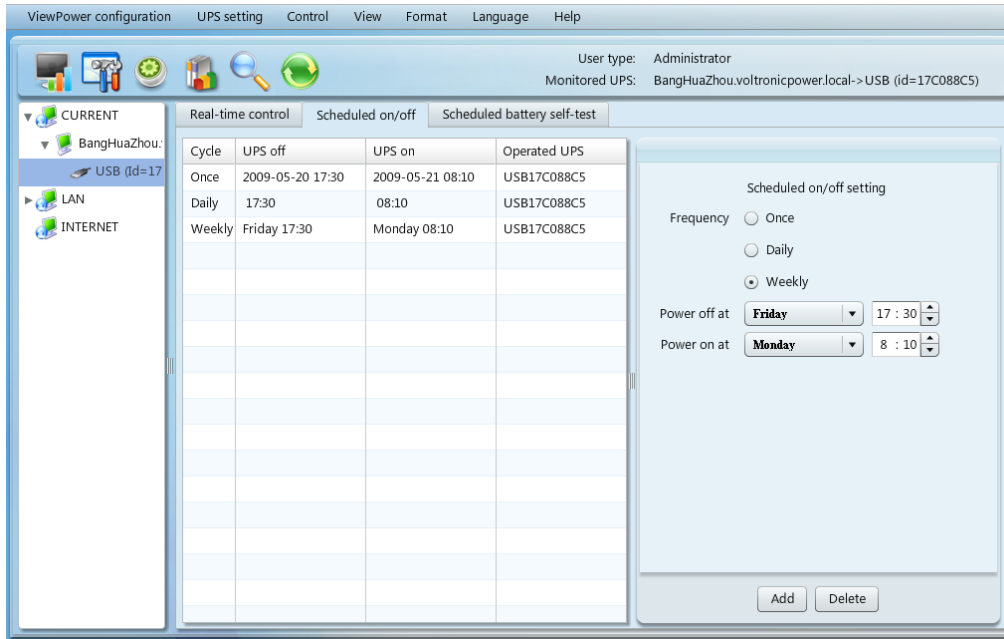 ViewPower configuration UPS setting Control View Format Language Help
User type: Administrator
Monitored UPS: BangHuaZhou.voltronicpower.local->USB (id=17C088C5)
CURRENT
BangHuaZhou.
USB (Id=17
LAN
INTERNET
Real-time control Scheduled on/off Scheduled battery self-test
Cycle UPS off UPS on Operated UPS
Once 2009-05-20 17:30 2009-05-21 08:10 USB17C088C5
Daily 17:30 08:10 USB17C088C5
Weekly Friday 17:30 Monday 08:10 USB17C088C5
Scheduled on/off setting
Frequency Once
Daily
Weekly
Power off at Friday 17 : 30
Power on at Monday 8 : 10
Add Delete